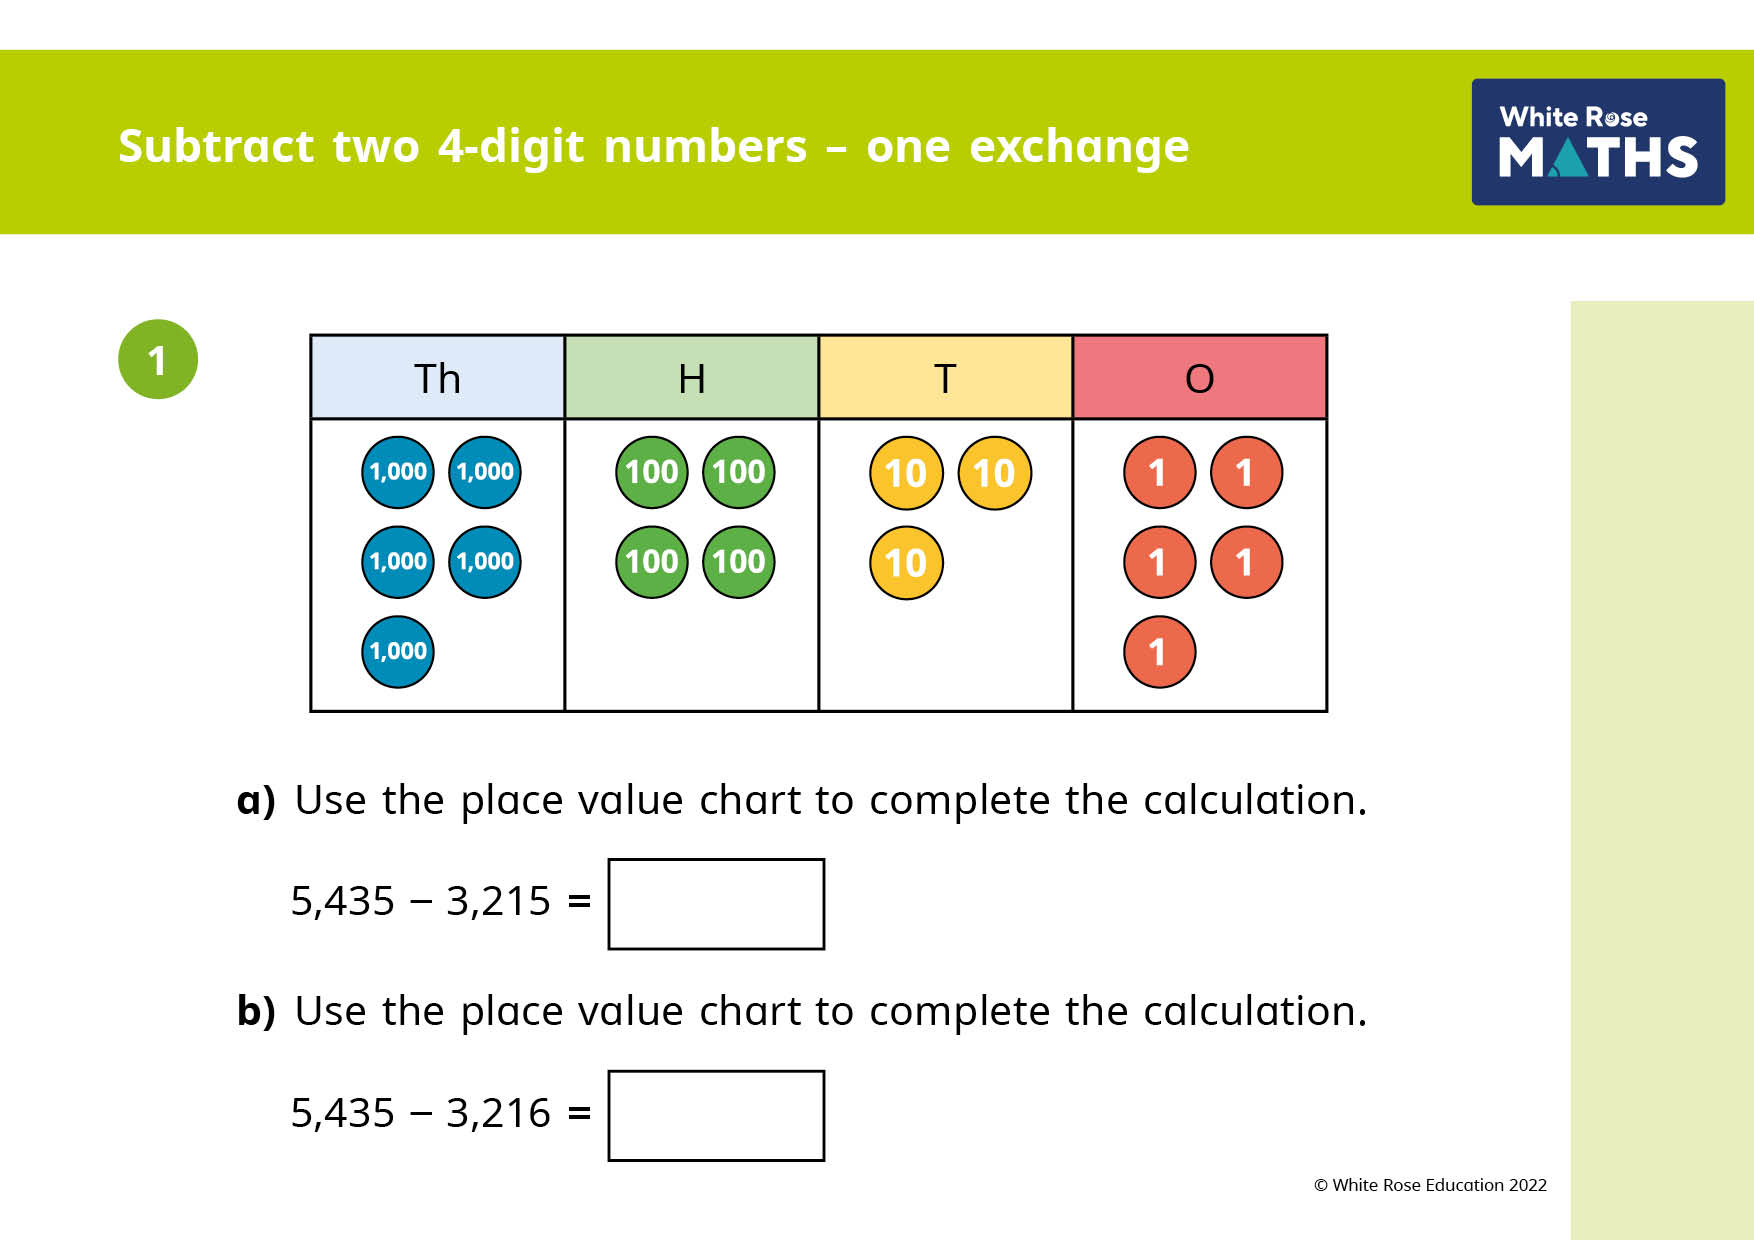 Subtract two 4-digit numbers – one exchange
White Rose
MATHS
1
Th H T O
1,000 1,000 100 100 10 10 1 1
1,000 1,000 100 100 10 1 1
1,000 1
a) Use the place value chart to complete the calculation.
5,435 – 3,215 =
b) Use the place value chart to complete the calculation.
5,435 – 3,216 =
© White Rose Education 2022